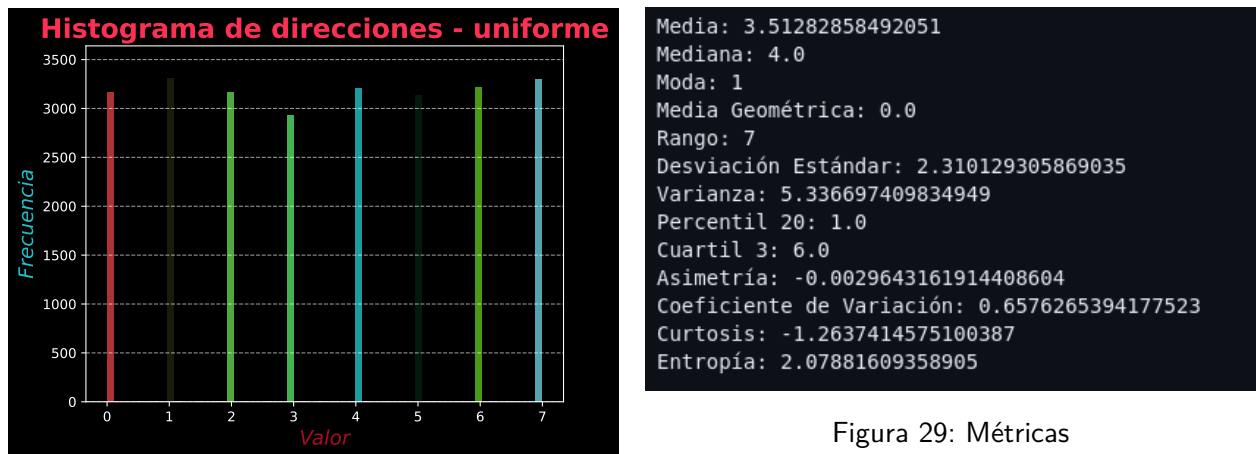 Histograma de direcciones - uniforme
3500
3000
2500
2000
1500
1000
500
0
Frecuencia
0 1 2 3 4 5 6 7
Valor
Media: 3.51282858492051
Mediana: 4.0
Moda: 1
Media Geométrica: 0.0
Rango: 7
Desviación Estándar: 2.310129305869035
Varianza: 5.336697409834949
Percentil 20: 1.0
Cuartil 3: 6.0
Asimetría: -0.0029643161914408604
Coeficiente de Variación: 0.6576265394177523
Curtosis: -1.2637414575100387
Entropía: 2.07881609358905
Figura 29: Métricas